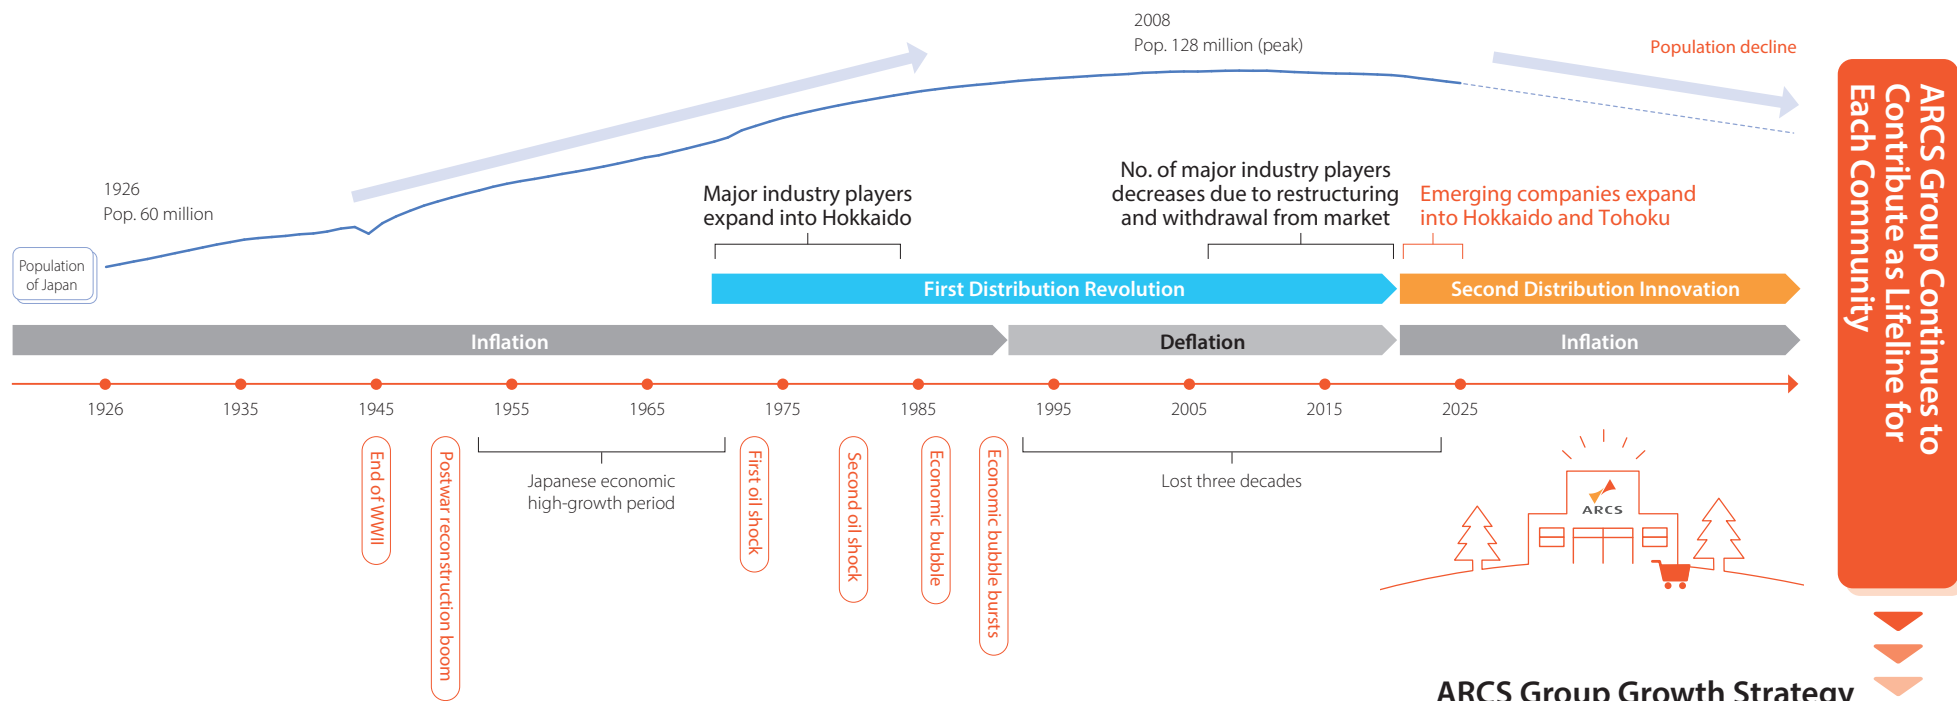 2008
Pop. 128 million (peak)
Population decline
1926
Pop. 60 million
Population
of Japan
Major industry players
expand into Hokkaido
No. of major industry players
decreases due to restructuring
and withdrawal from market
Emerging companies expand
into Hokkaido and Tohoku
First Distribution Revolution
Second Distribution Innovation
Inflation
Deflation
Inflation
1926
1935
1945
1955
1965
1975
1985
1995
2005
2015
2025
End of WWII
Postwar reconstruction boom
Japanese economic
high-growth period
First oil shock
Second oil shock
Economic bubble
Economic bubble bursts
Lost three decades
ARCS
ARCS Group Continues to
Contribute as Lifeline for
Each Community
ARCS Group Growth Strategy